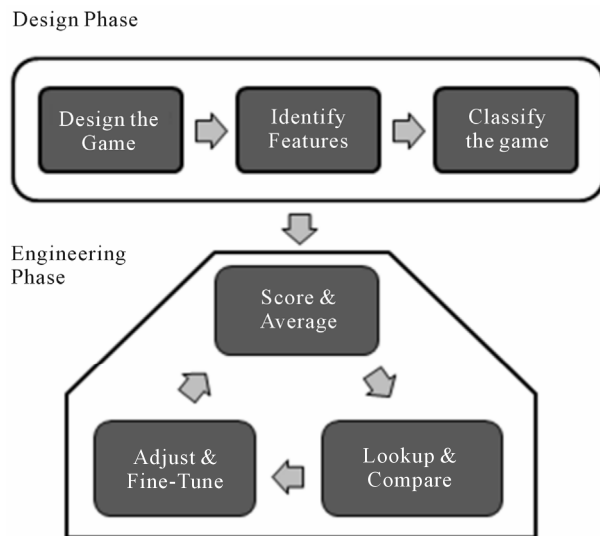 Design Phase
Design the
Game
Identify
Features
Classify
the game
Engineering
Phase
Score &
Average
Adjust &
Fine-Tune
Lookup &
Compare